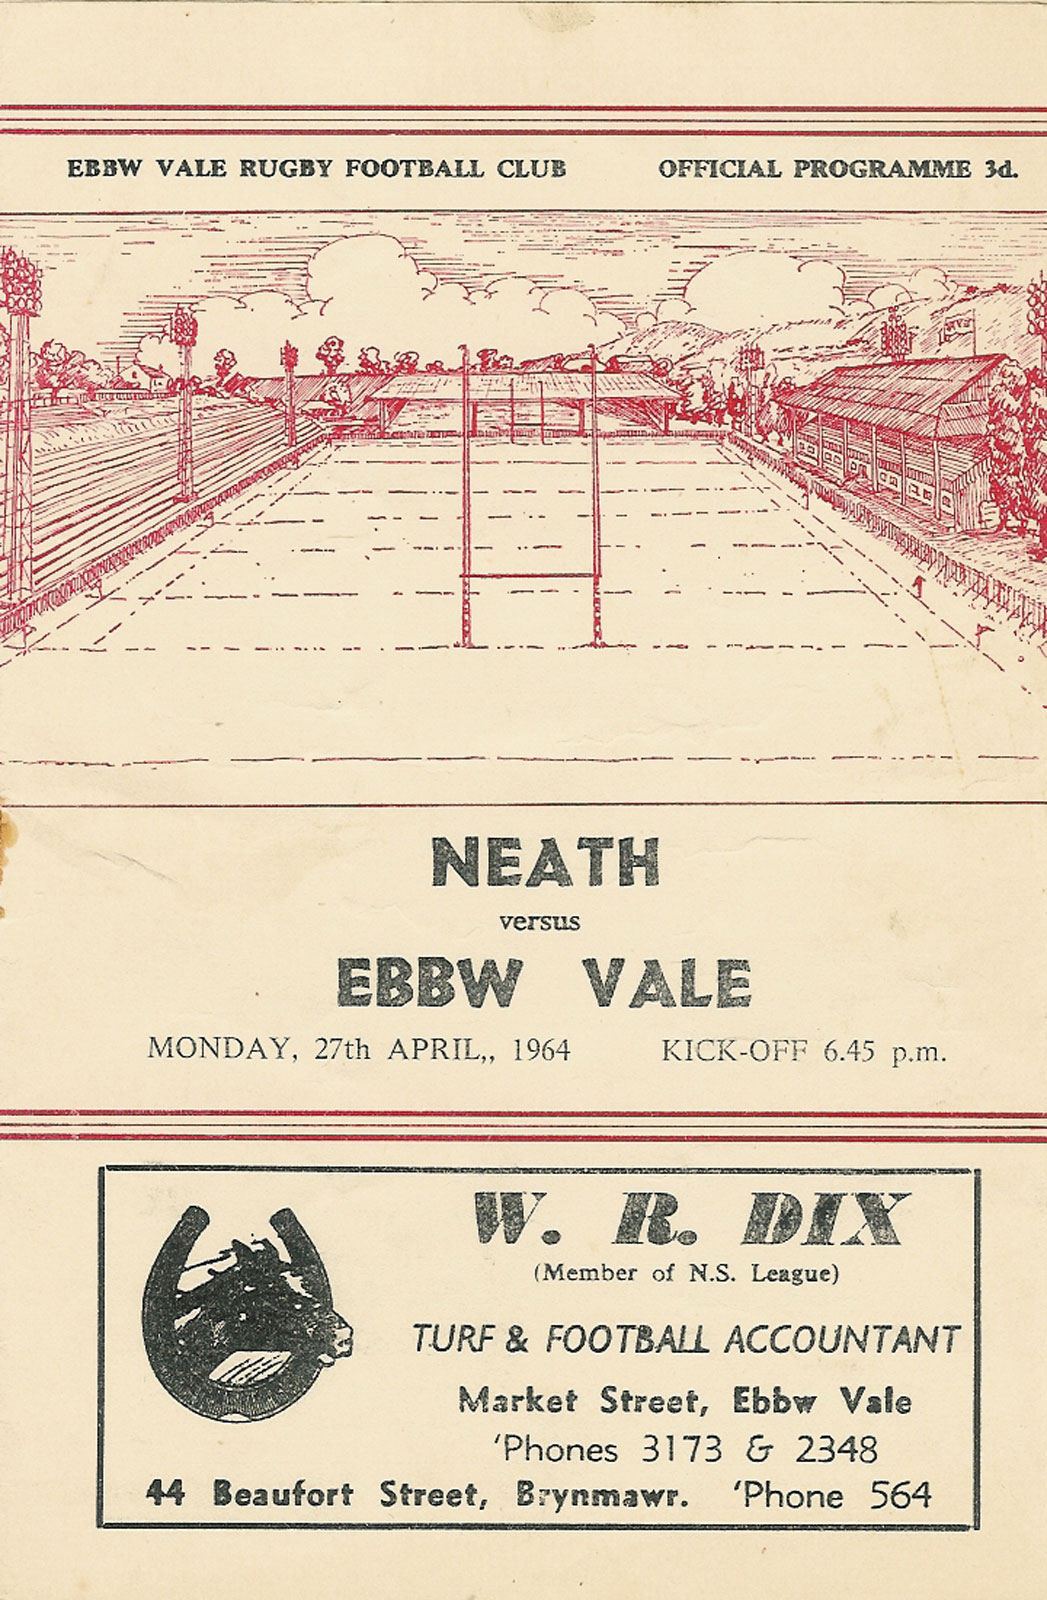 EBBW VALE RUGBY FOOTBALL CLUB OFFICIAL PROGRAMME 3d.
NEATH
versus
EBBW VALE
MONDAY, 27th APRIL,, 1964 KICK-OFF 6.45 p.m.
W. R. DIX
(Member of N.S. League)
TURF & FOOTBALL ACCOUNTANT
Market Street, Ebbw Vale
'Phones 3173 & 2348
44 Beaufort Street, Brynmawr. 'Phone 564